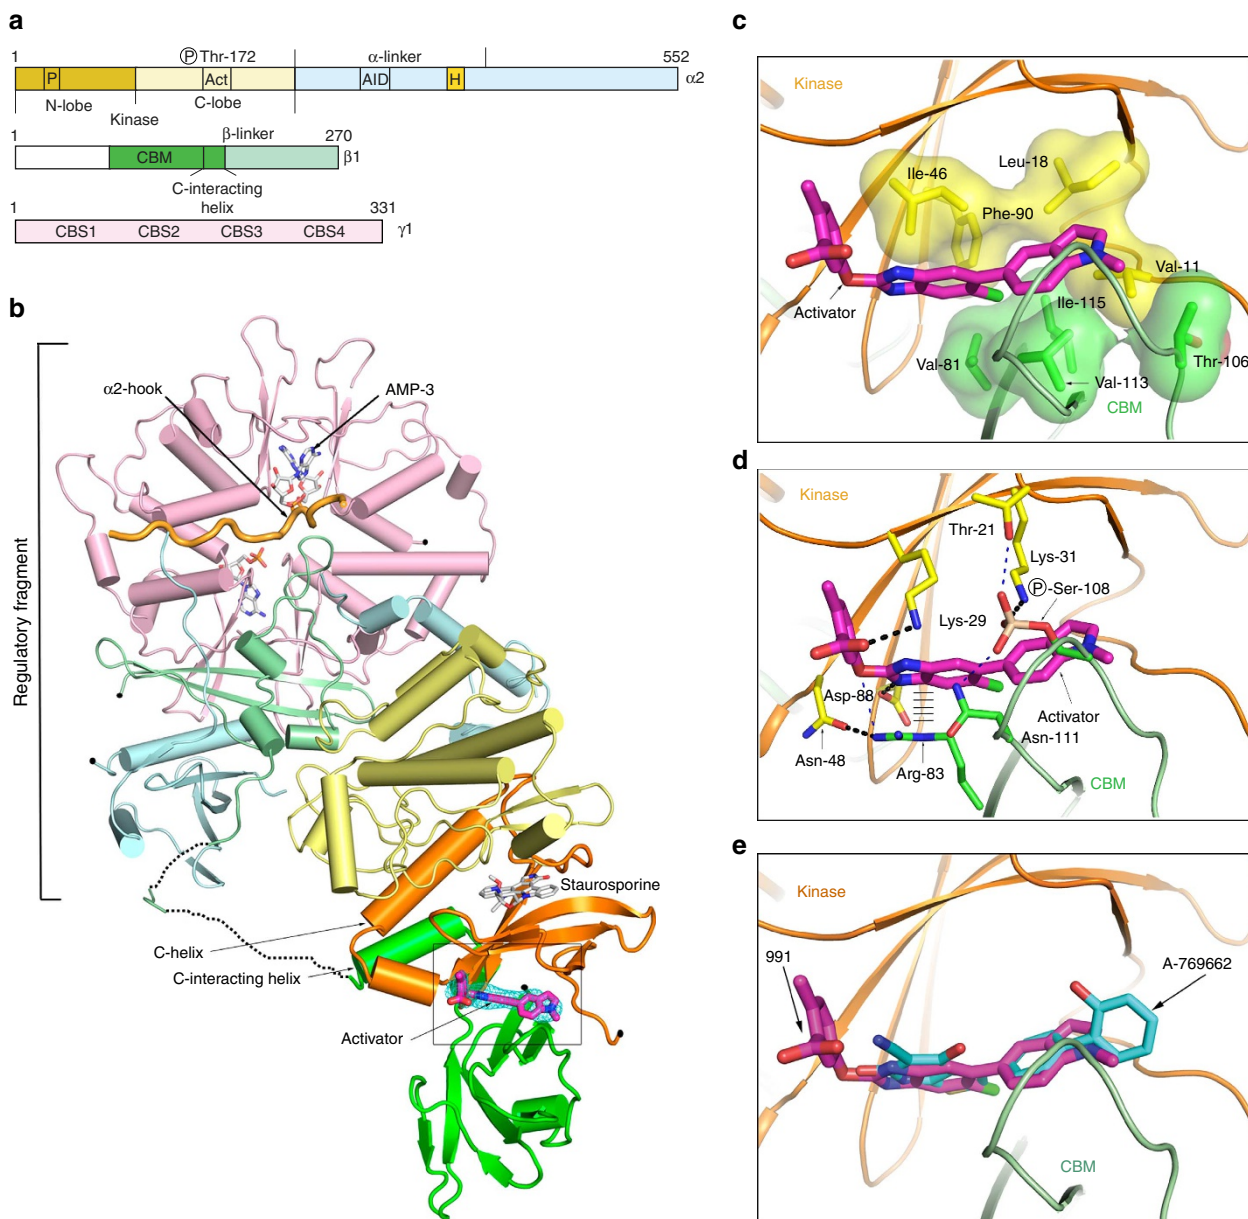 a
1
Ⓟ Thr-172
α-linker
552
P
Act
AID
H
α2
N-lobe
C-lobe
Kinase
1
β-linker
270
CBM
β1
C-interacting
helix
1
331
CBS1
CBS2
CBS3
CBS4
γ1
b
Regulatory fragment
α2-hook
AMP-3
Staurosporine
C-helix
C-interacting helix
Activator
c
Kinase
Ile-46
Leu-18
Phe-90
Val-11
Activator
Ile-115
Val-81
Thr-106
Val-113
CBM
d
Kinase
Thr-21
Lys-31
Ⓟ-Ser-108
Lys-29
Asp-88
Activator
Asn-111
Asn-48
Arg-83
CBM
e
Kinase
991
A-769662
CBM